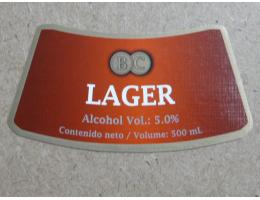 BC
LAGER
Alcohol Vol.: 5.0%
Contenido neto / Volume: 500 mL